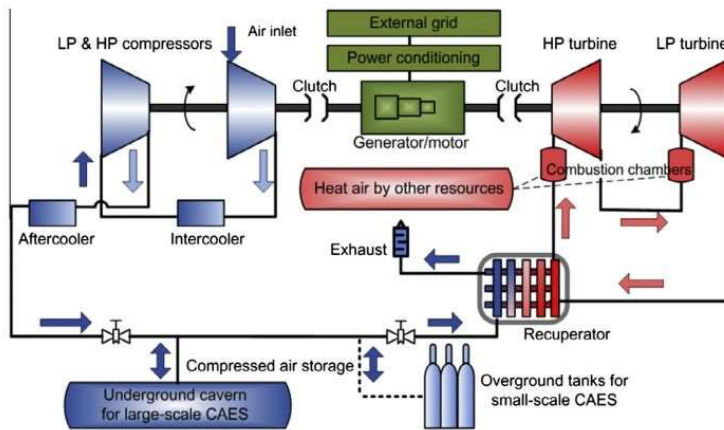 External grid
LP & HP compressors
Air inlet
HP turbine
LP turbine
Power conditioning
Clutch
Clutch
Generator/motor
Combustion chambers
Heat air by other resources
Aftercooler
Intercooler
Exhaust
Recuperator
Compressed air storage
Underground cavern
for large-scale CAES
Overground tanks for
small-scale CAES